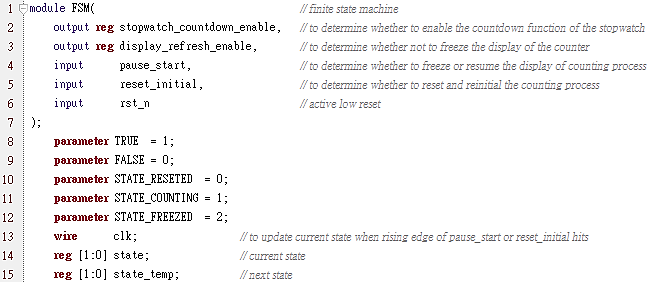 1 module FSM( // finite state machine
2 output reg stopwatch_countdown_enable, // to determine whether to enable the countdown function of the stopwatch
3 output reg display_refresh_enable, // to determine whether not to freeze the display of the counter
4 input pause_start, // to determine whether to freeze or resume the display of counting process
5 input reset_initial, // to determine whether to reset and reinitial the counting process
6 input rst_n // active low reset
7 );
8 parameter TRUE = 1;
9 parameter FALSE = 0;
10 parameter STATE_RESETED = 0;
11 parameter STATE_COUNTING = 1;
12 parameter STATE_FREEZED = 2;
13 wire clk; // to update current state when rising edge of pause_start or reset_initial hits
14 reg [1:0] state; // current state
15 reg [1:0] state_temp; // next state